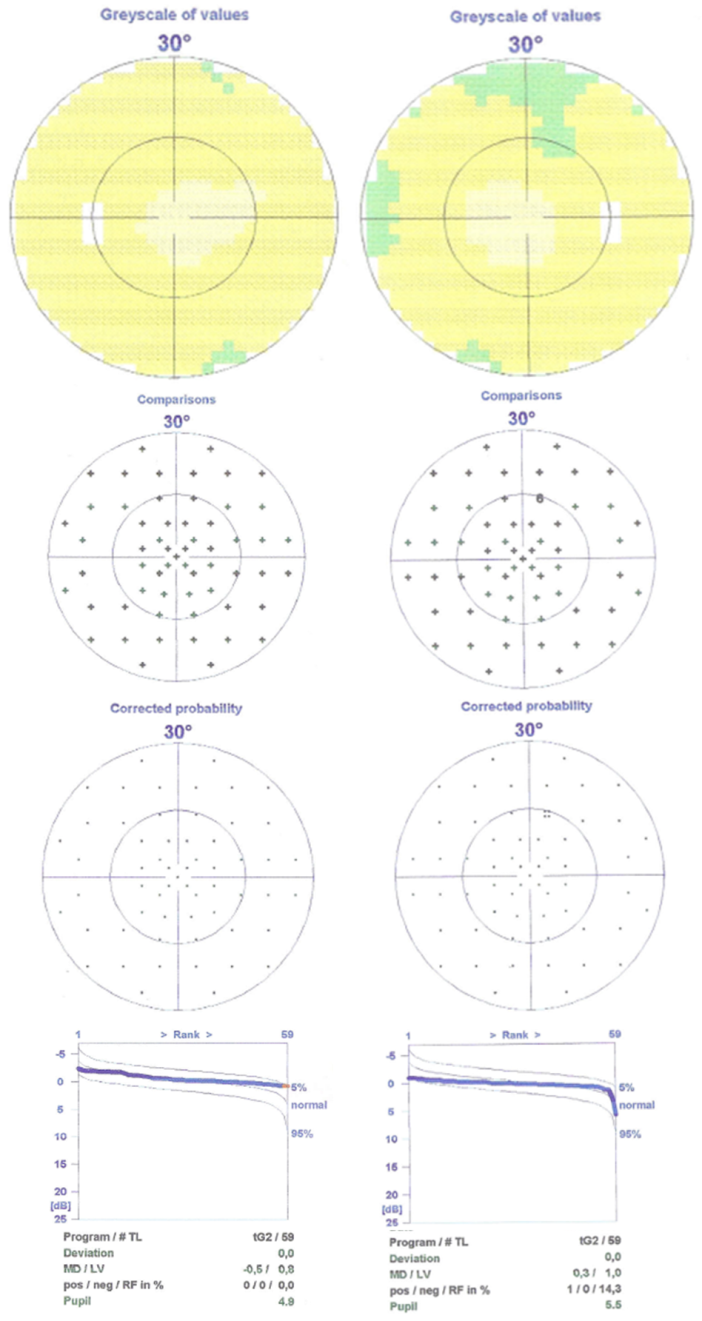 Greyscale of values
30°
Greyscale of values
30°
Comparisons
30°
Comparisons
30°
6
Corrected probability
30°
Corrected probability
30°
1 > Rank > 59
-5
0
5
10
15
20
[dB]
25
5%
normal
95%
1 > Rank > 59
-5
0
5
10
15
20
[dB]
25
5%
normal
95%
Program / # TL tG2 / 59
Deviation 0,0
MD / LV -0,5 / 0,8
pos / neg / RF in % 0 / 0 / 0,0
Pupil 4.9
Program / # TL tG2 / 59
Deviation 0,0
MD / LV 0,3 / 1,0
pos / neg / RF in % 1 / 0 / 14,3
Pupil 5.5